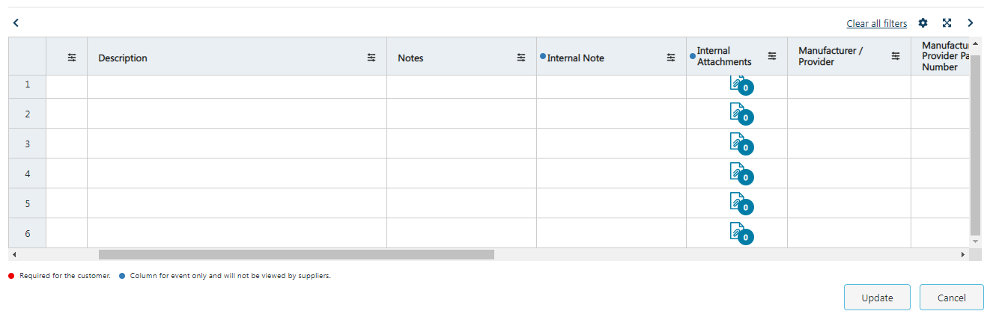 Clear all filters
Description
Notes
Internal Note
Internal
Attachments
Manufacturer /
Provider
Provider
Number
1
0
2
0
3
0
4
0
5
0
6
0
Required for the customer.
Column for event only and will not be viewed by suppliers.
Update
Cancel